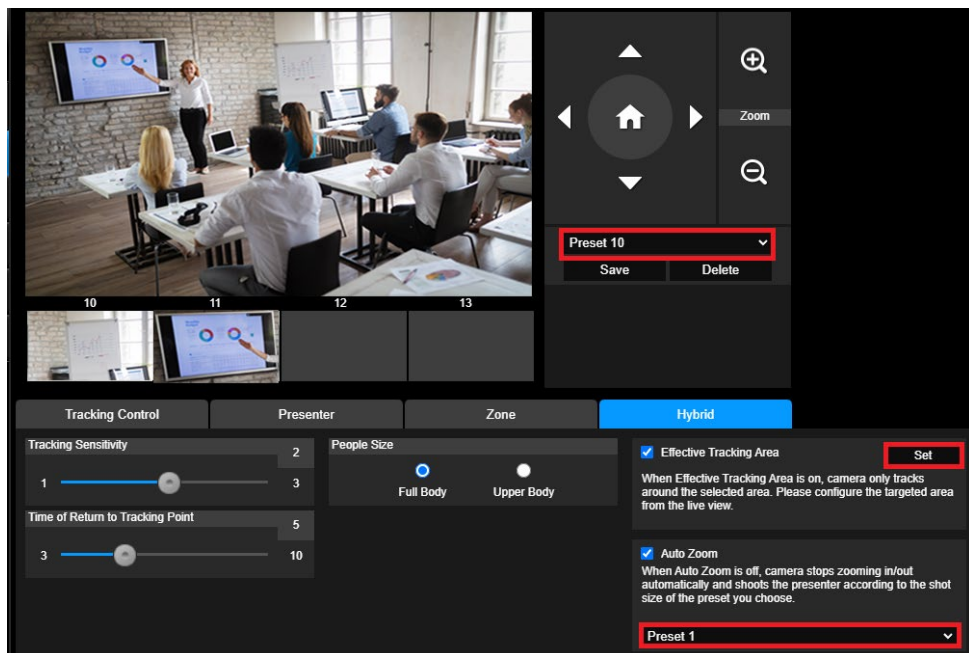 Zoom
Preset 10
Save Delete
10 11 12 13
Tracking Control Presenter Zone Hybrid
Tracking Sensitivity 2
1 3
Time of Return to Tracking Point 5
3 10
People Size
Full Body Upper Body
Effective Tracking Area Set
When Effective Tracking Area is on, camera only tracks
around the selected area. Please configure the targeted area
from the live view.
Auto Zoom
When Auto Zoom is off, camera stops zooming in/out
automatically and shoots the presenter according to the shot
size of the preset you choose.
Preset 1